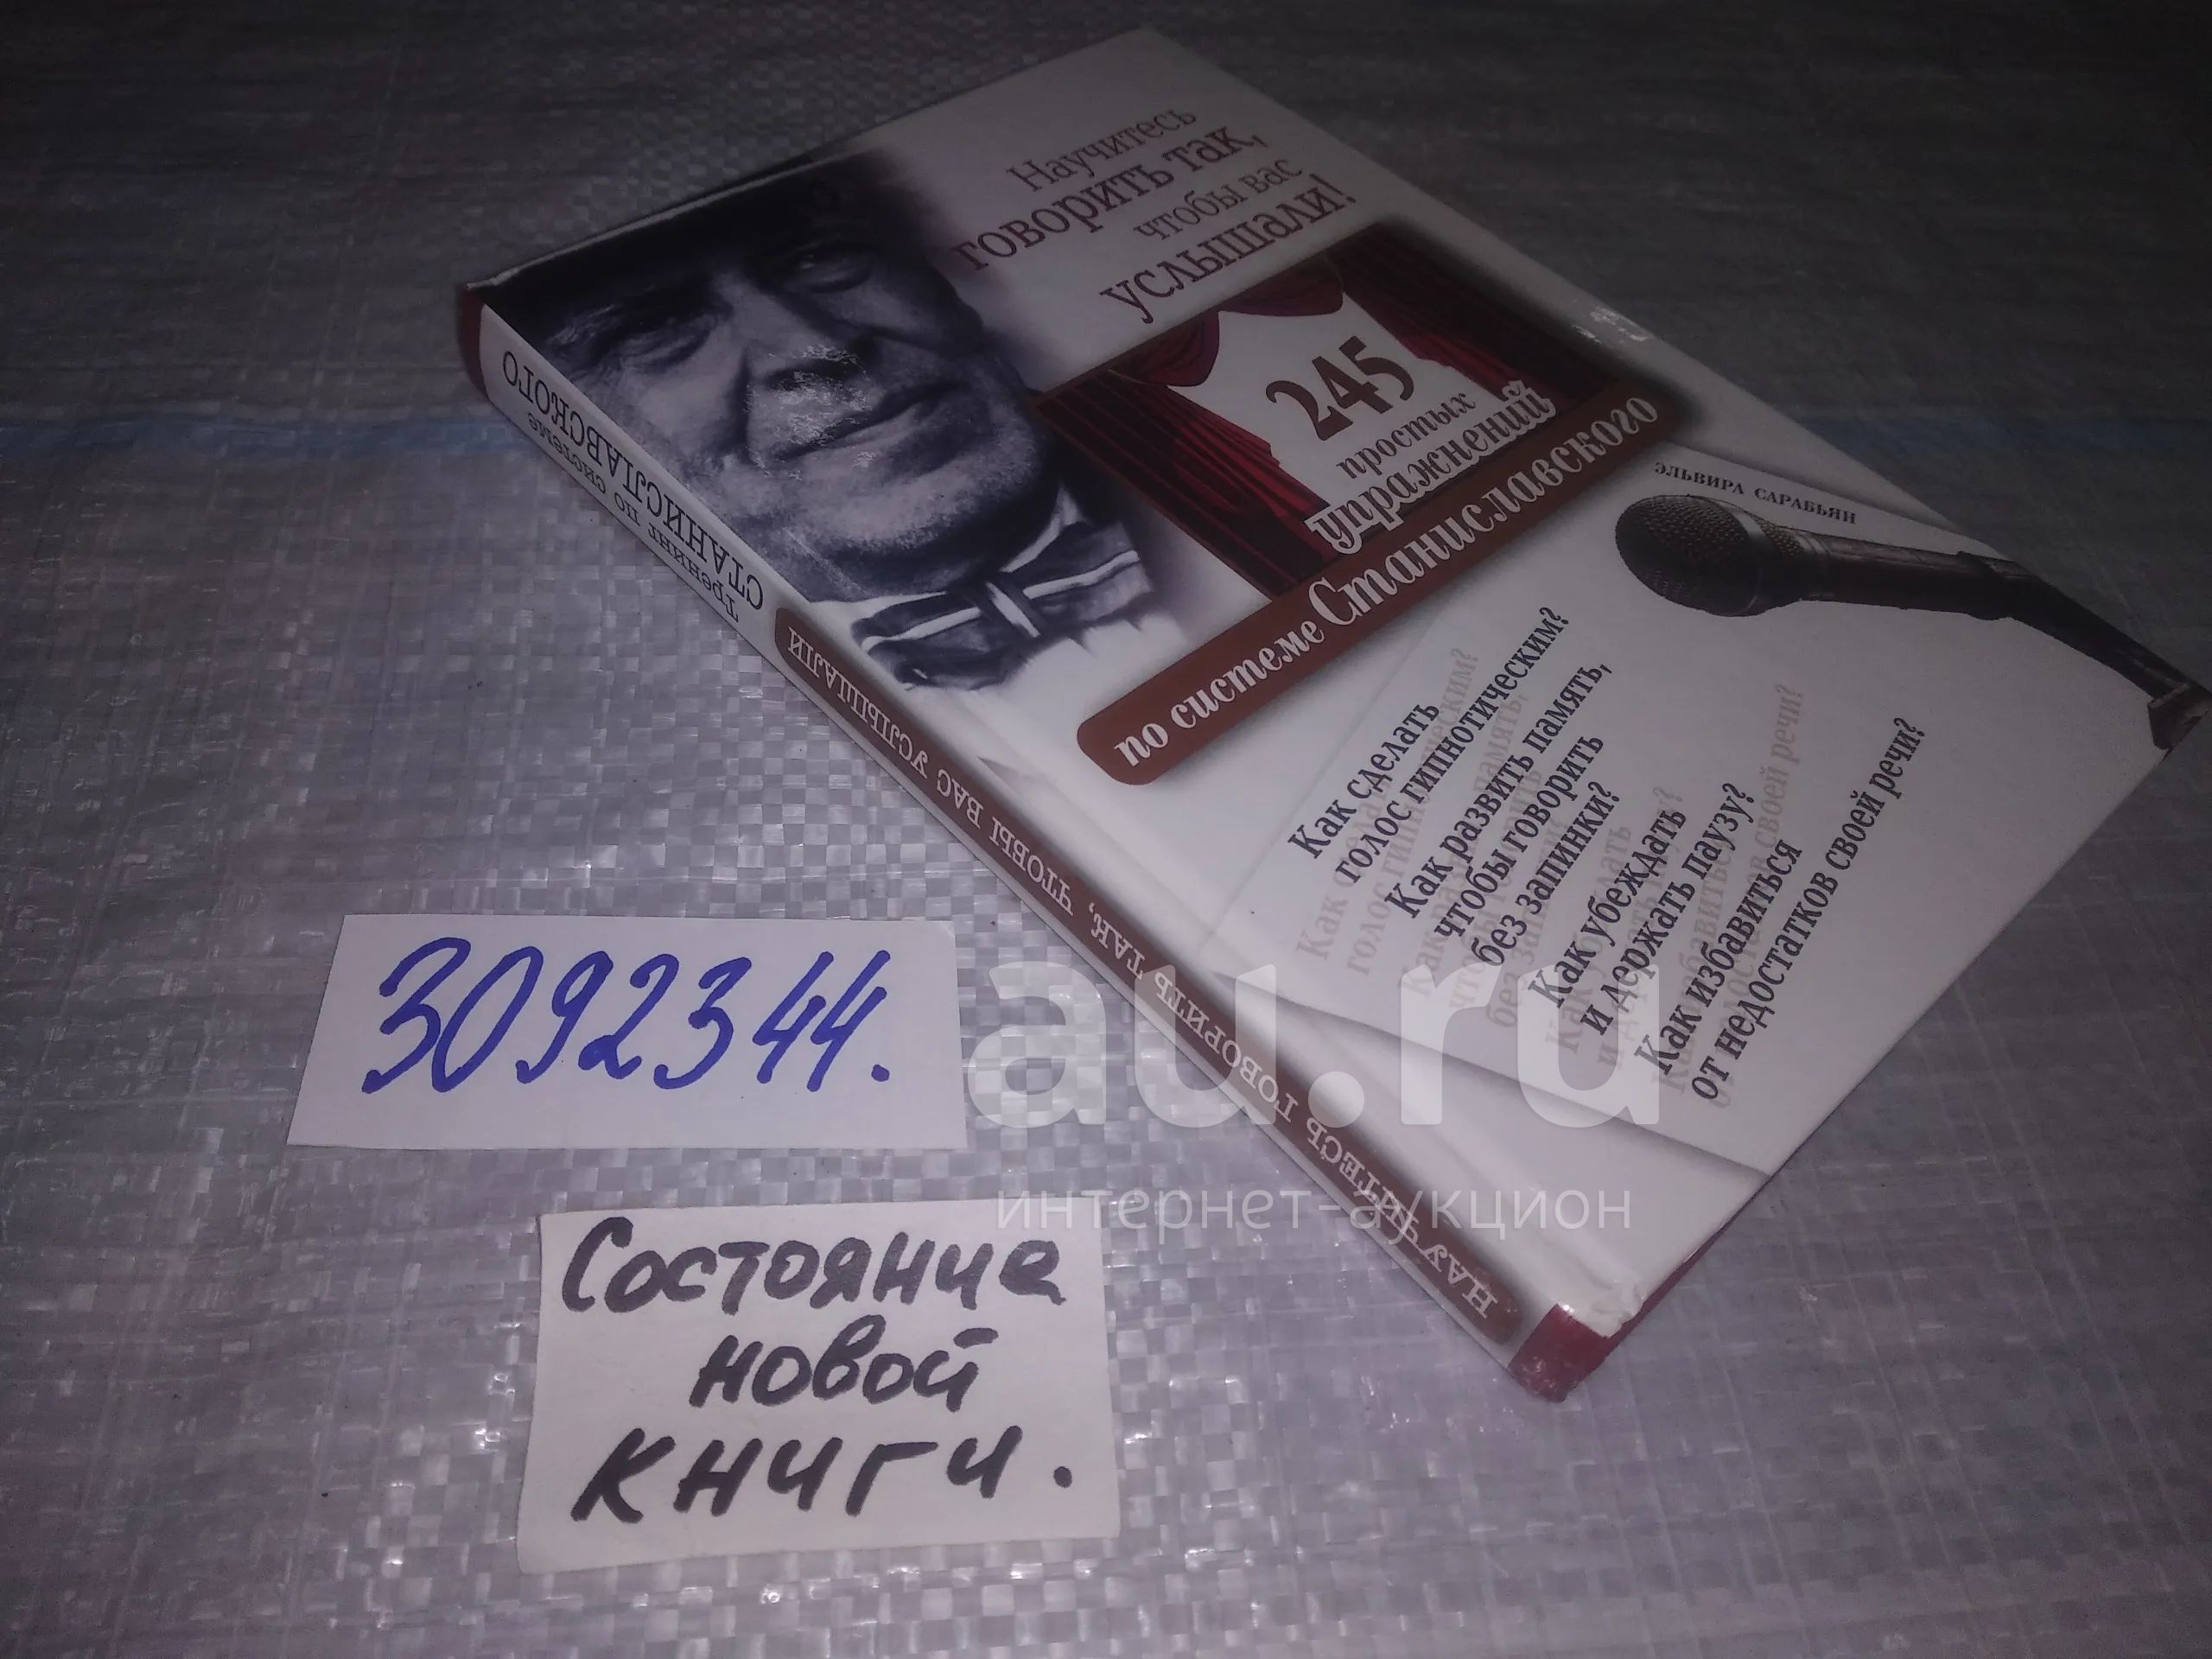 Научитесь
говорить так,
чтобы вас
услышали!
245
простых
упражнений
по системе Станиславского
ЭЛЬВИРА САРАБЬЯН
Как сделать
голос гипнотическим?
Как развить память,
чтобы говорить
без запинки?
Как убеждать
и держать паузу?
Как избавиться
от недостатков своей речи?
Тренинг по системе
СТАНИСЛАВСКОГО
НАУЧИТЕСЬ ГОВОРИТЬ ТАК, ЧТОБЫ ВАС УСЛЫШАЛИ
3092344.
Состояние
новой
книги.
au.ru
интернет-аукцион